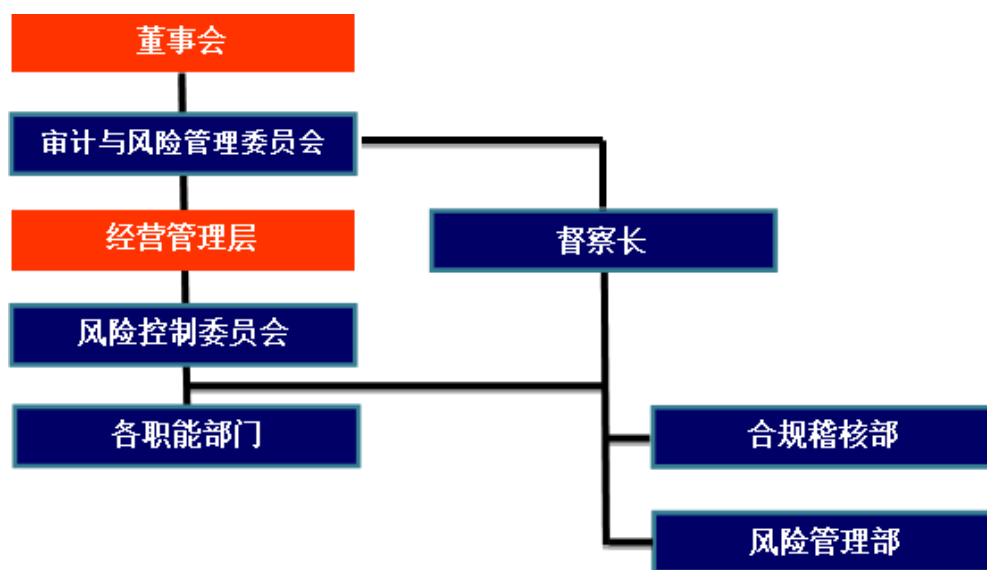 董事会
审计与风险管理委员会
经营管理层
督察长
风险控制委员会
各职能部门
合规稽核部
风险管理部